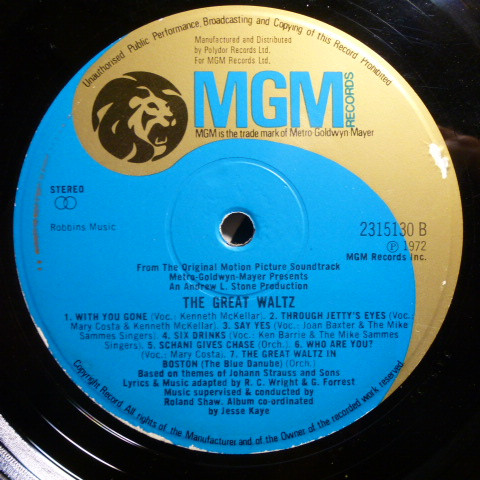 Unauthorised Public Performance, Broadcasting and Copying of this Record Prohibited
Manufactured and Distributed
by Polydor Records Ltd.
For MGM Records Ltd.
MGM
RECORDS
MGM is the trade mark of Metro Goldwyn Mayer
STEREO
Robbins Music
2315130 B
Ⓟ 1972
MGM Records Inc.
From The Original Motion Picture Soundtrack
Metro-Goldwyn-Mayer Presents
An Andrew L. Stone Production
THE GREAT WALTZ
1. WITH YOU GONE (Voc.: Kenneth McKellar). 2. THROUGH JETTY'S EYES (Voc.:
Mary Costa & Kenneth McKellar). 3. SAY YES (Voc.: Joan Baxter & The Mike
Sammes Singers). 4. SIX DRINKS (Voc.: Ken Barrie & The Mike Sammes
Singers). 5. SCHANI GIVES CHASE (Orch.). 6. WHO ARE YOU?
(Voc.: Mary Costa). 7. THE GREAT WALTZ IN
BOSTON (The Blue Danube) (Orch.)
Based on themes of Johann Strauss and Sons
Lyrics & Music adapted by R. C. Wright & G. Forrest
Music supervised & conducted by
Roland Shaw. Album co-ordinated
by Jesse Kaye
Copyright Record. All rights of the Manufacturer and of the Owner of the recorded work reserved